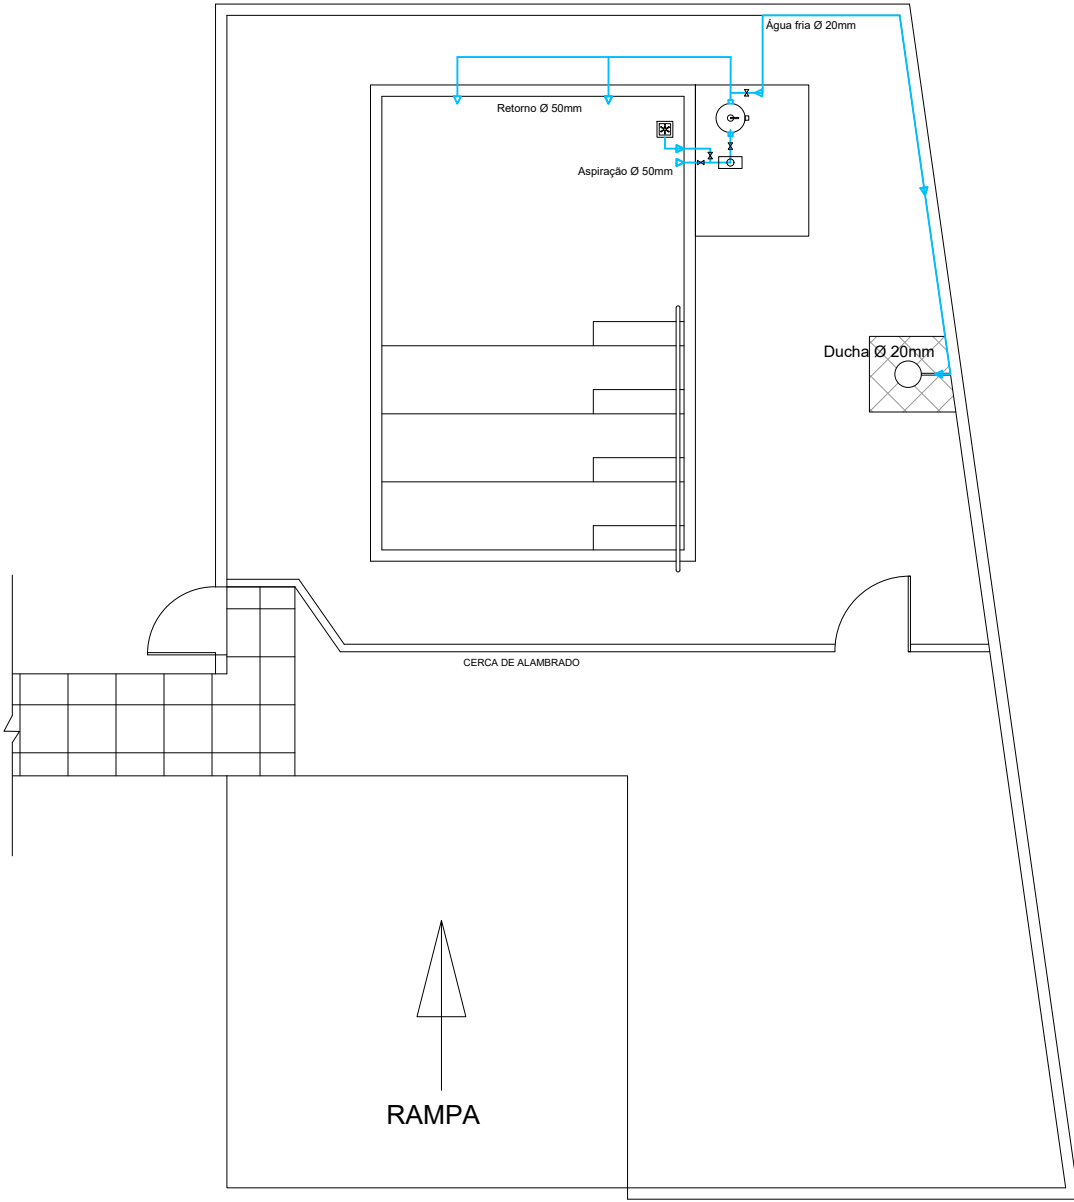 Água fria Ø 20mm
Retorno Ø 50mm
Aspiração Ø 50mm
Ducha Ø 20mm
CERCA DE ALAMBRADO
RAMPA